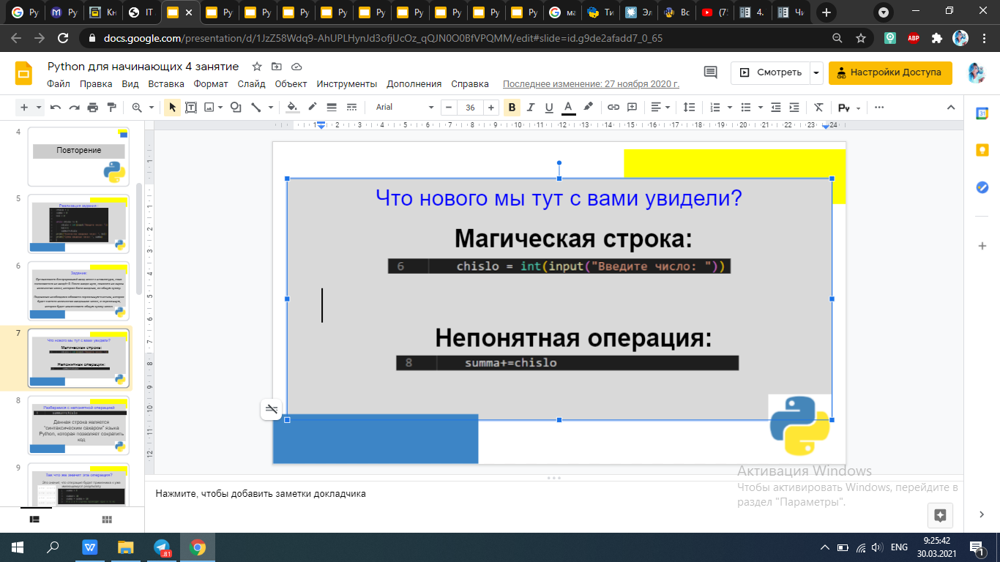 Ру
Ру
Кн
IT
Ру
Ру
Ру
Ру
Ру
Ру
Ру
Ру
Ру
ма
Ти
Эл
Вс
(7
4.
Чи
docs.google.com/presentation/d/1JzZ58Wdq9-AhUPLHynJd3ofjUcOz_qQJN0O0BfVPQMM/edit#slide=id.g9de2afadd7_0_65
ABP
Python для начинающих 4 занятие
Файл Правка Вид Вставка Формат Слайд Объект Инструменты Дополнения Справка Последнее изменение: 27 ноября 2020 г.
Смотреть
Настройки Доступа
Arial
36
B I U A
Повторение
Реализация задания:
Задание:
Что нового мы тут с вами увидели?
Магическая строка:
Непонятная операция:
Разберемся с непонятной операцией
summa+=chislo
Данная строка является
"синтаксическим сахаром" языка
Python, которая позволяет сократить
код
Так что же значит эта операция?
4
5
6
7
8
9
Что нового мы тут с вами увидели?
Магическая строка:
6 chislo = int(input("Введите число: "))
Непонятная операция:
8 summa+=chislo
Нажмите, чтобы добавить заметки докладчика
Активация Windows
Чтобы активировать Windows, перейдите в
раздел "Параметры".
81
ENG
9:25:42
30.03.2021
1